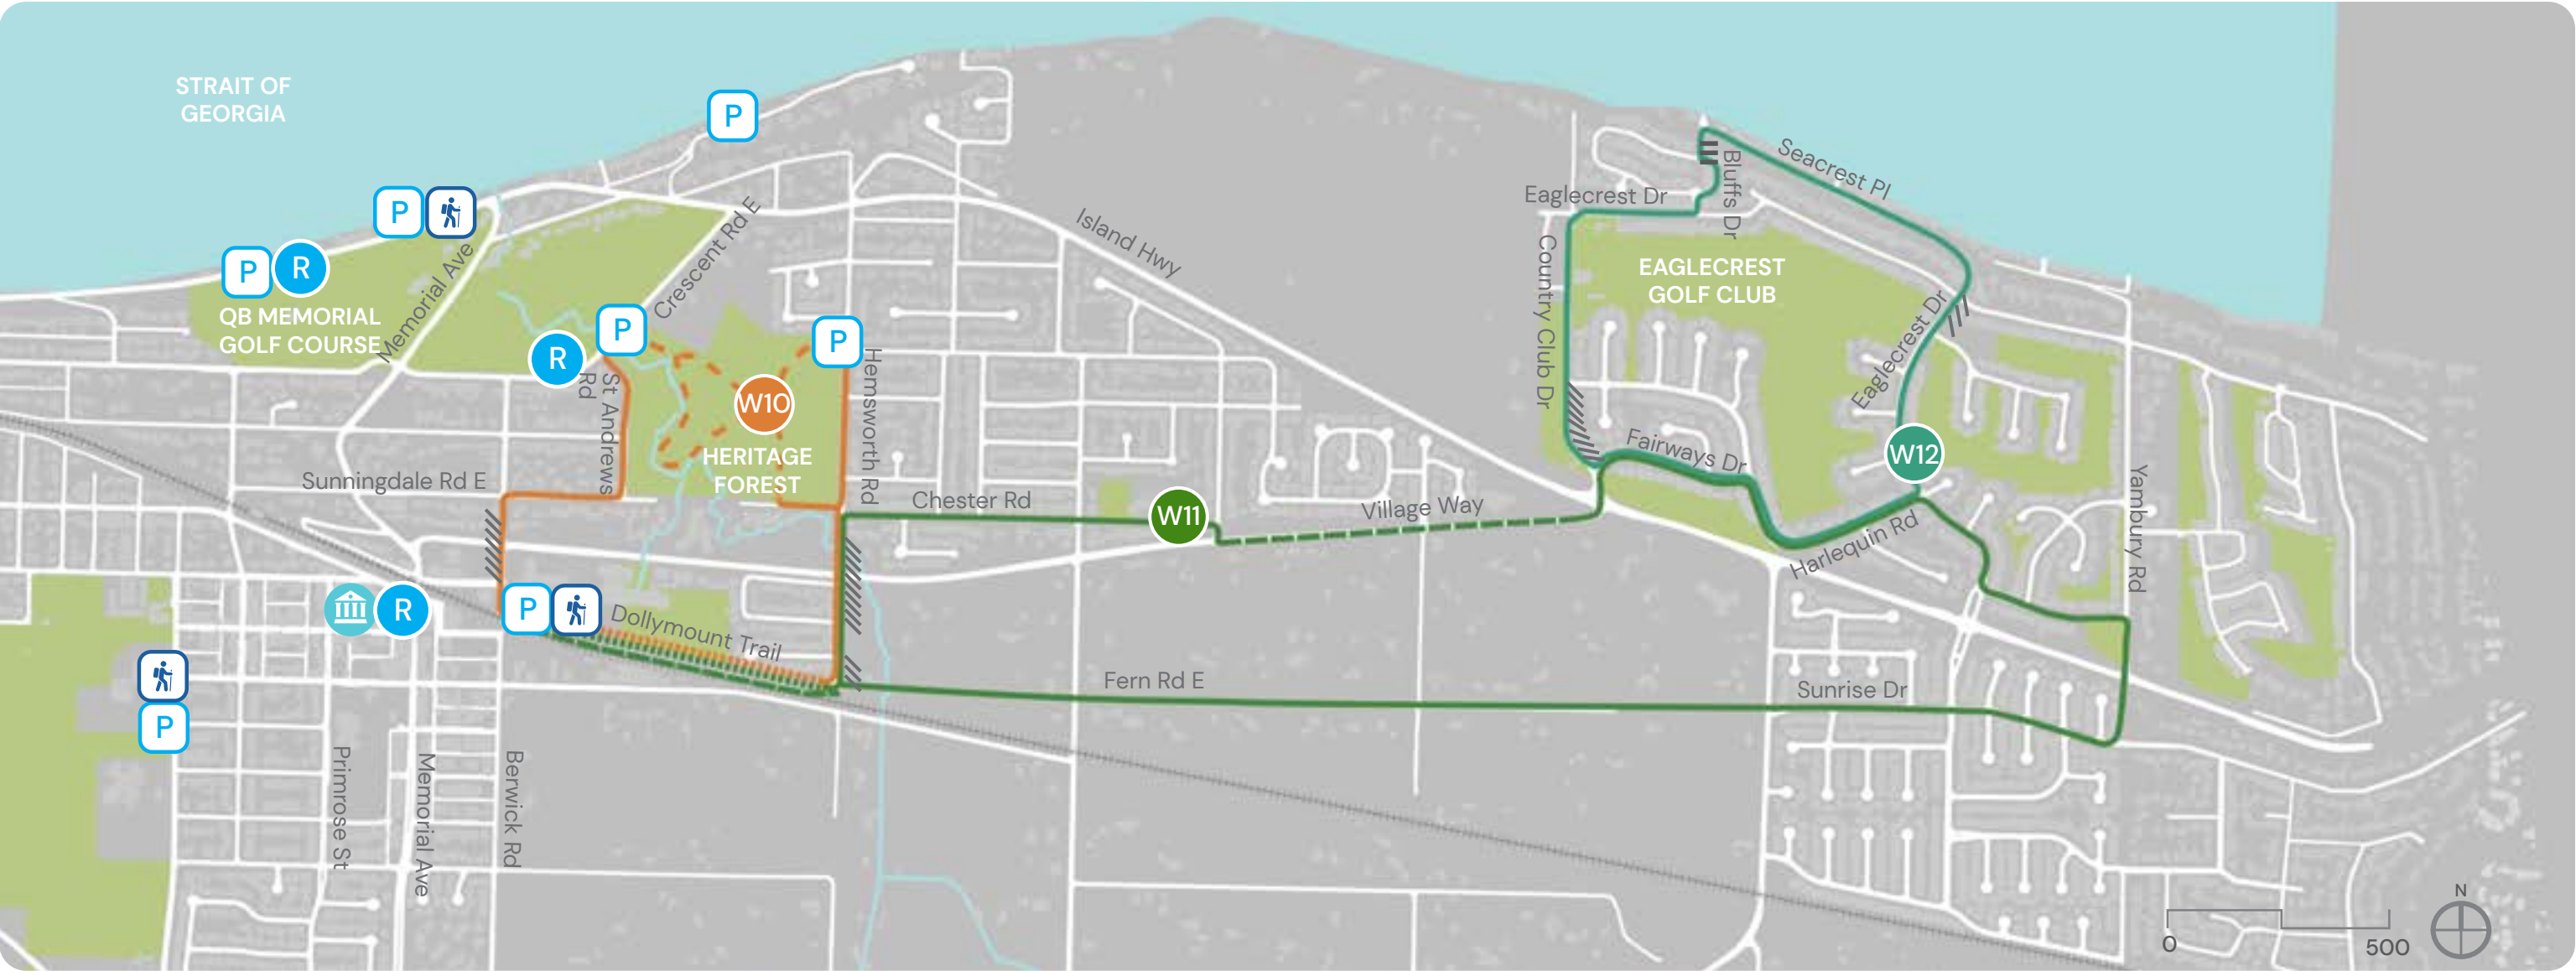 STRAIT OF
GEORGIA
P
P
P
R
QB MEMORIAL
GOLF COURSE
Memorial Ave
Crescent Rd E
P
R
St Andrews
Rd
P
Hemsworth Rd
W10
HERITAGE
FOREST
Island Hwy
Sunningdale Rd E
Chester Rd
W11
Village Way
Eaglecrest Dr
Bluffs Dr
Seacrest Pl
Country Club Dr
EAGLECREST
GOLF CLUB
Eaglecrest Dr
Fairways Dr
W12
Harlequin Rd
Yambury Rd
R
P
Dollymount Trail
Fern Rd E
Sunrise Dr
P
Primrose St
Memorial Ave
Berwick Rd
N
0
500